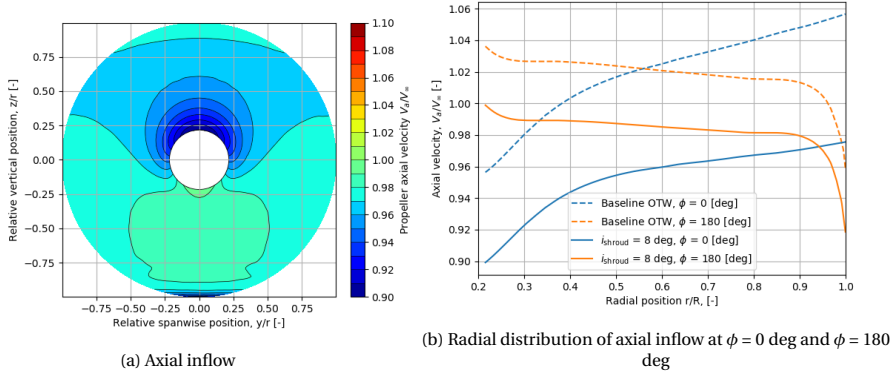 1.10
1.08
1.06
1.04
1.02
1.00
0.98
0.96
0.94
0.92
0.90
Propeller axial velocity Va/V∞
0.75
0.50
0.25
0.00
−0.25
−0.50
−0.75
Relative vertical position, z/r [-]
−0.75 −0.50 −0.25 0.00 0.25 0.50 0.75
Relative spanwise position, y/r [-]
(a) Axial inflow
1.06
1.04
1.02
1.00
0.98
0.96
0.94
0.92
0.90
Axial velocity, Va/V∞ [-]
Baseline OTW, ϕ = 0 [deg]
Baseline OTW, ϕ = 180 [deg]
ishroud = 8 deg, ϕ = 0 [deg]
ishroud = 8 deg, ϕ = 180 [deg]
0.2 0.3 0.4 0.5 0.6 0.7 0.8 0.9 1.0
Radial position r/R, [-]
(b) Radial distribution of axial inflow at ϕ = 0 deg and ϕ = 180
deg